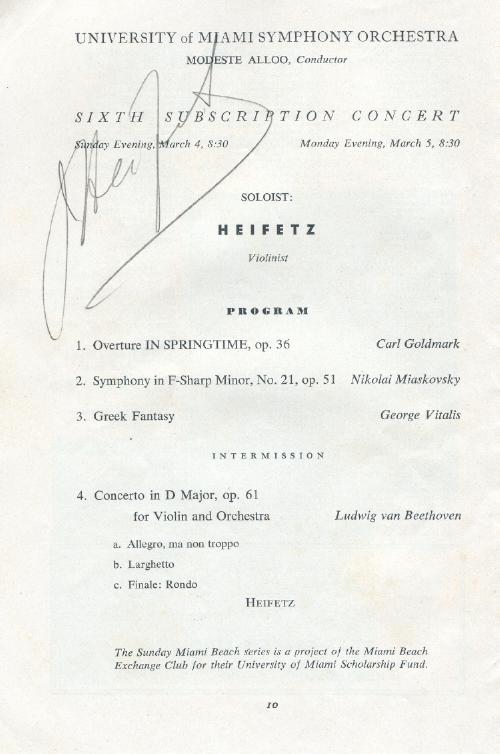 UNIVERSITY of MIAMI SYMPHONY ORCHESTRA
MODESTE ALLOO, Conductor
SIXTH SUBSCRIPTION CONCERT
Sunday Evening, March 4, 8:30 Monday Evening, March 5, 8:30
J Heifetz
SOLOIST:
HEIFETZ
Violinist
PROGRAM
1. Overture IN SPRINGTIME, op. 36 Carl Goldmark
2. Symphony in F-Sharp Minor, No. 21, op. 51 Nikolai Miaskovsky
3. Greek Fantasy George Vitalis
INTERMISSION
4. Concerto in D Major, op. 61
for Violin and Orchestra Ludwig van Beethoven
a. Allegro, ma non troppo
b. Larghetto
c. Finale: Rondo
HEIFETZ
The Sunday Miami Beach series is a project of the Miami Beach
Exchange Club for their University of Miami Scholarship Fund.
10